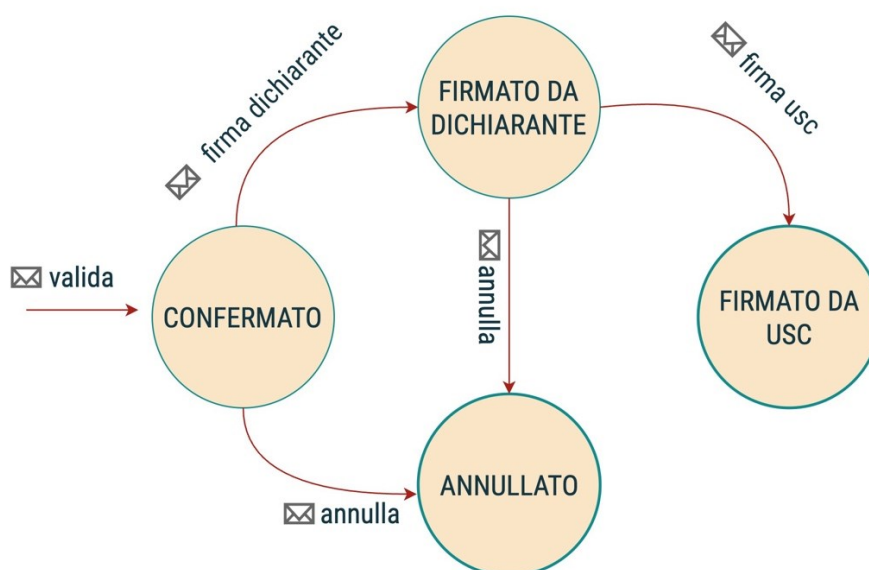 firma dichiarante
FIRMATO DA
DICHIARANTE
firma usc
valida
CONFERMATO
annulla
FIRMATO DA
USC
ANNULLATO
annulla